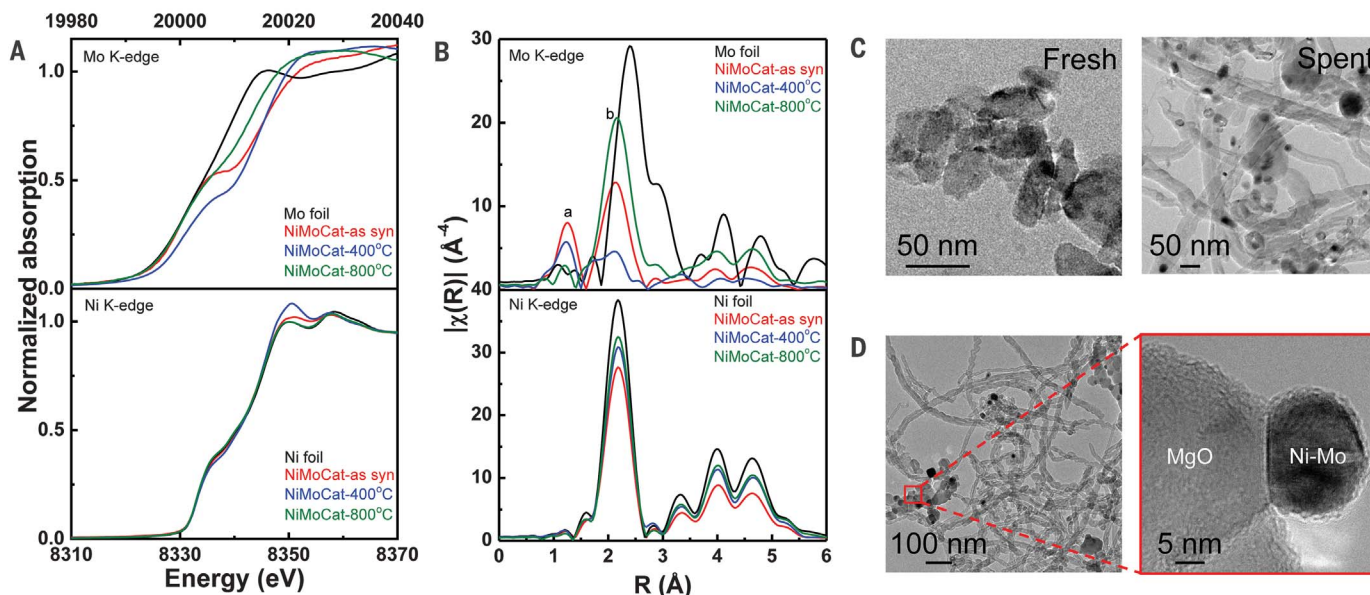 19980 20000 20020 20040
A
Mo K-edge
1.0
0.5
Mo foil
NiMoCat-as syn
NiMoCat-400°C
NiMoCat-800°C
Ni K-edge
1.0
0.5
0.0
Ni foil
NiMoCat-as syn
NiMoCat-400°C
NiMoCat-800°C
8310 8330 8350 8370
Energy (eV)
Normalized absorption
B
30
20
10
40
30
20
10
0
Mo K-edge
Mo foil
NiMoCat-as syn
NiMoCat-400°C
NiMoCat-800°C
a
b
Ni K-edge
Ni foil
NiMoCat-as syn
NiMoCat-400°C
NiMoCat-800°C
0 1 2 3 4 5 6
R (Å)
|χ(R)| (Å⁻⁴)
C
Fresh
50 nm
Spent
50 nm
D
100 nm
MgO
Ni-Mo
5 nm